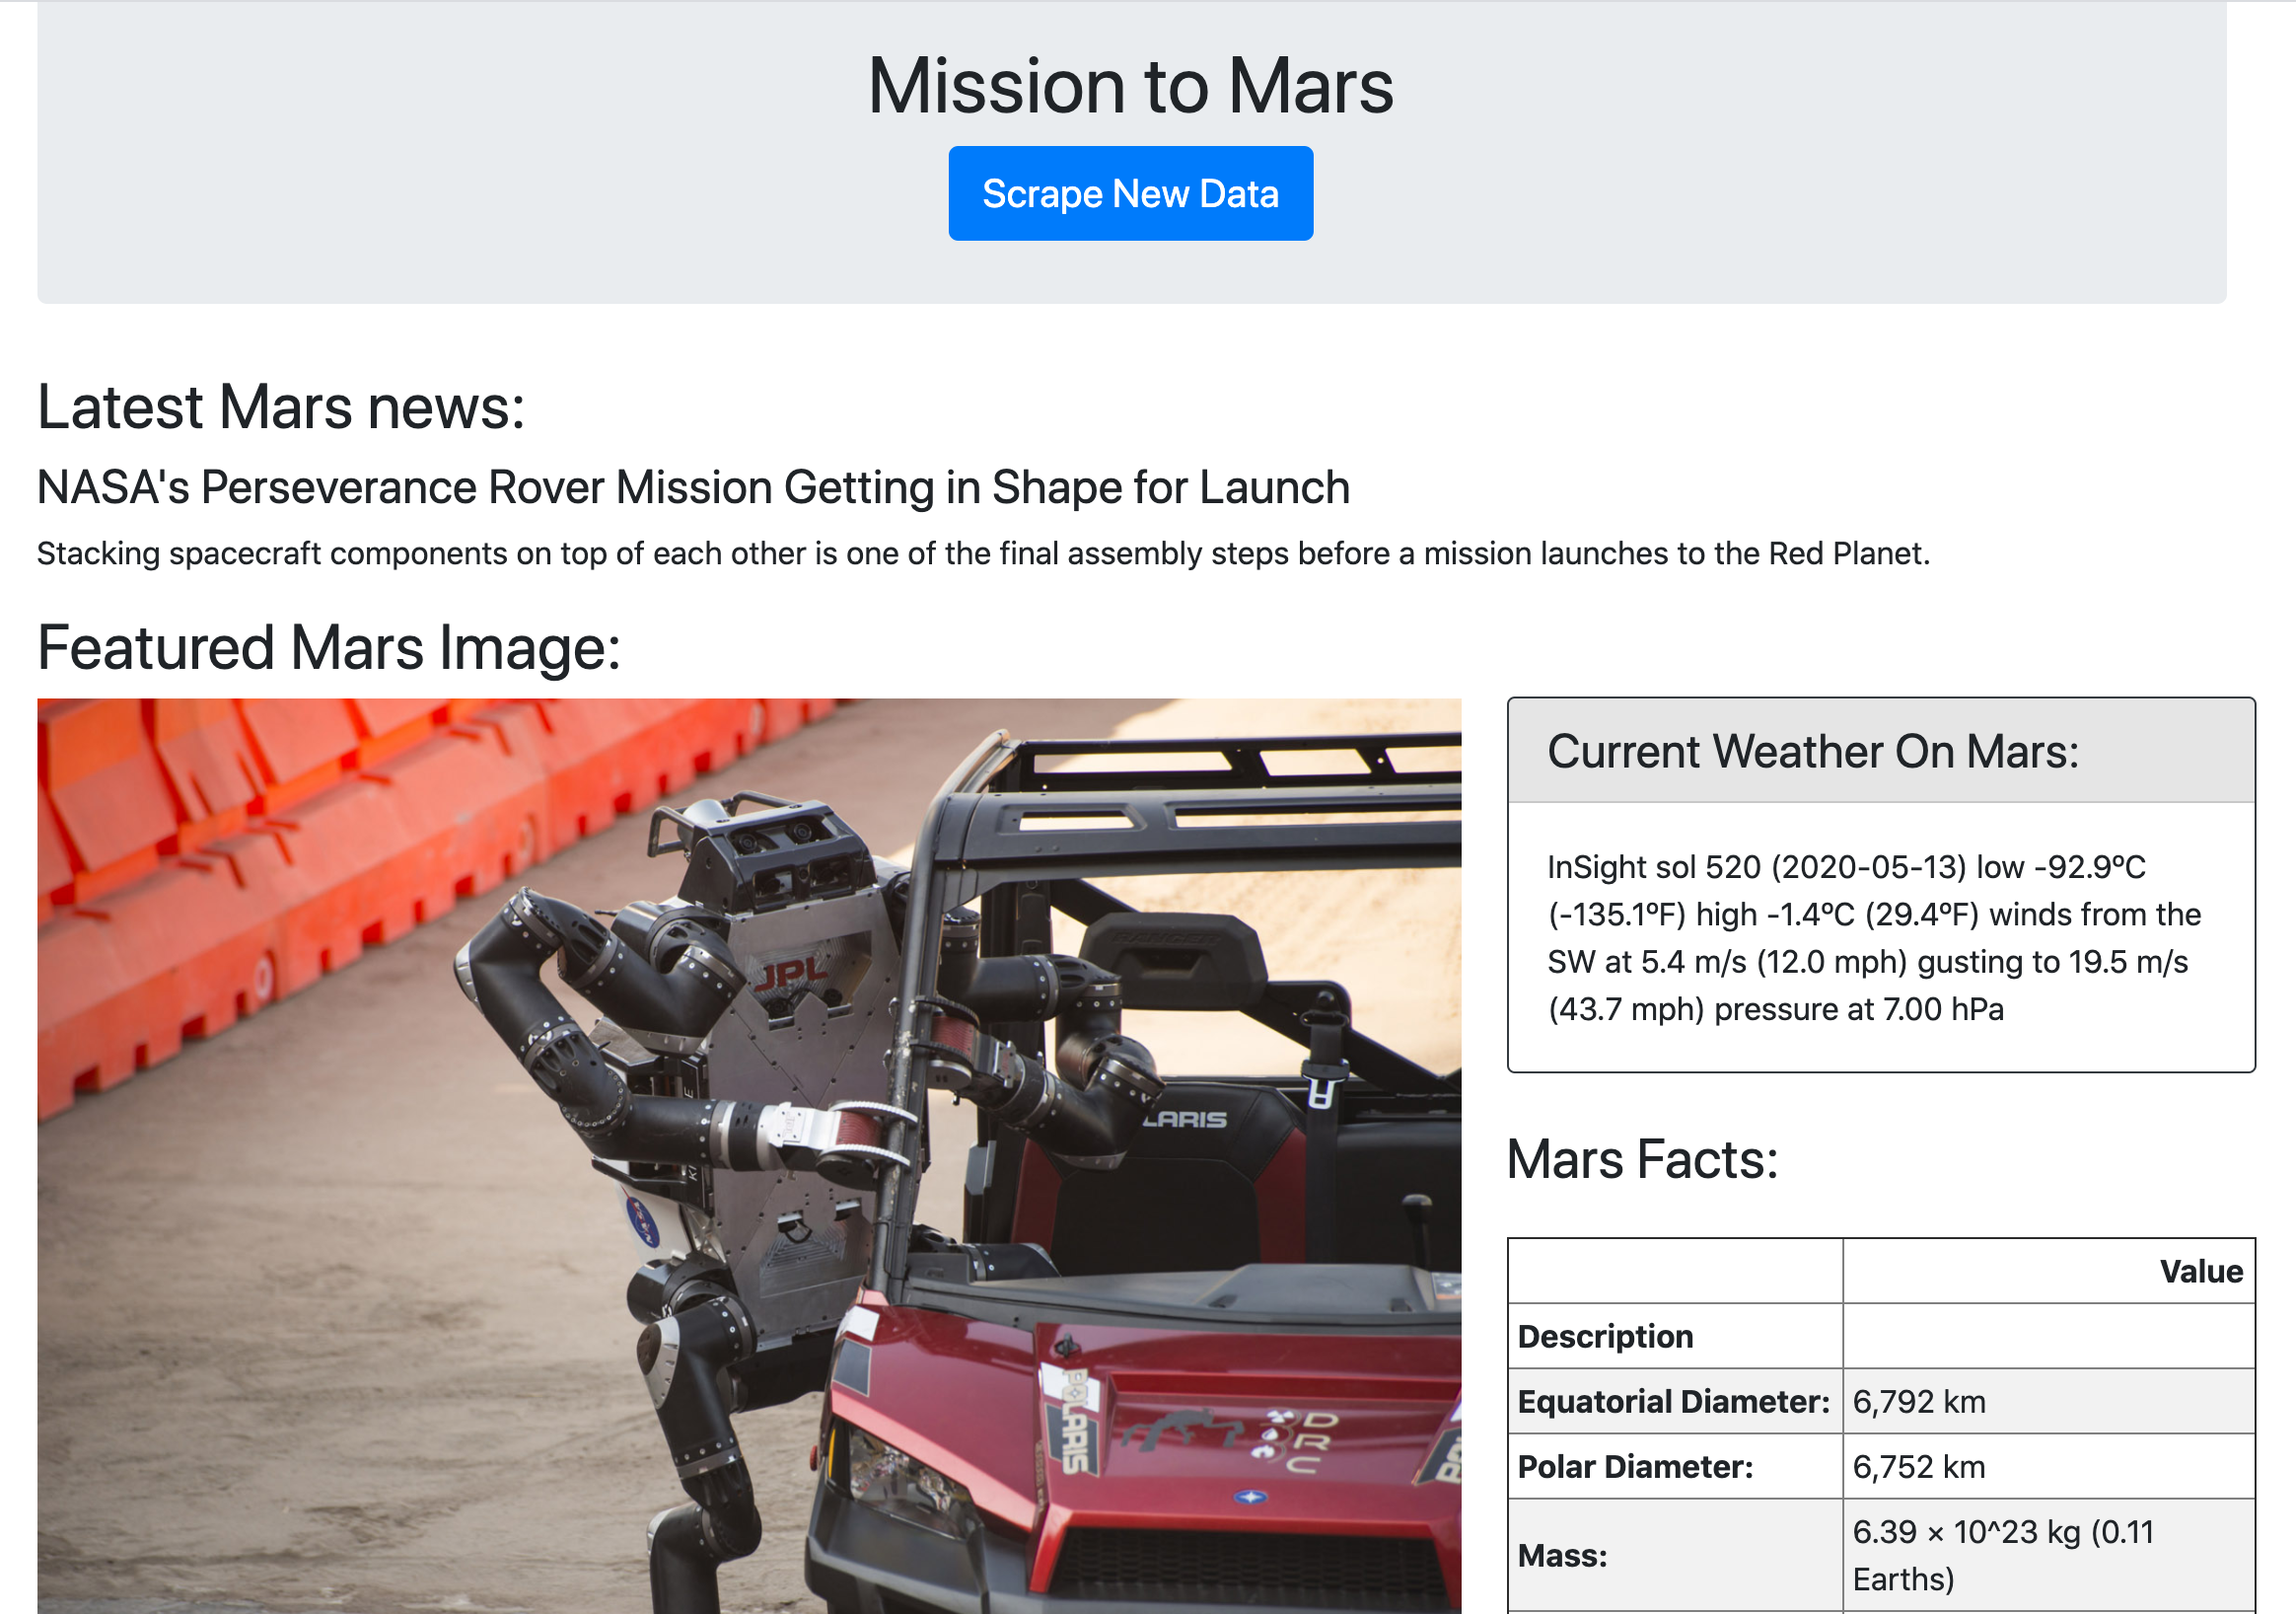 Mission to Mars
Scrape New Data
Latest Mars news:
NASA's Perseverance Rover Mission Getting in Shape for Launch
Stacking spacecraft components on top of each other is one of the final assembly steps before a mission launches to the Red Planet.
Featured Mars Image:
JPL
RANGER
LARIS
POLARIS
DRC
Current Weather On Mars:
InSight sol 520 (2020-05-13) low -92.9ºC
(-135.1ºF) high -1.4ºC (29.4ºF) winds from the
SW at 5.4 m/s (12.0 mph) gusting to 19.5 m/s
(43.7 mph) pressure at 7.00 hPa
Mars Facts:
Value
Description
Equatorial Diameter: 6,792 km
Polar Diameter: 6,752 km
Mass: 6.39 × 10^23 kg (0.11
Earths)